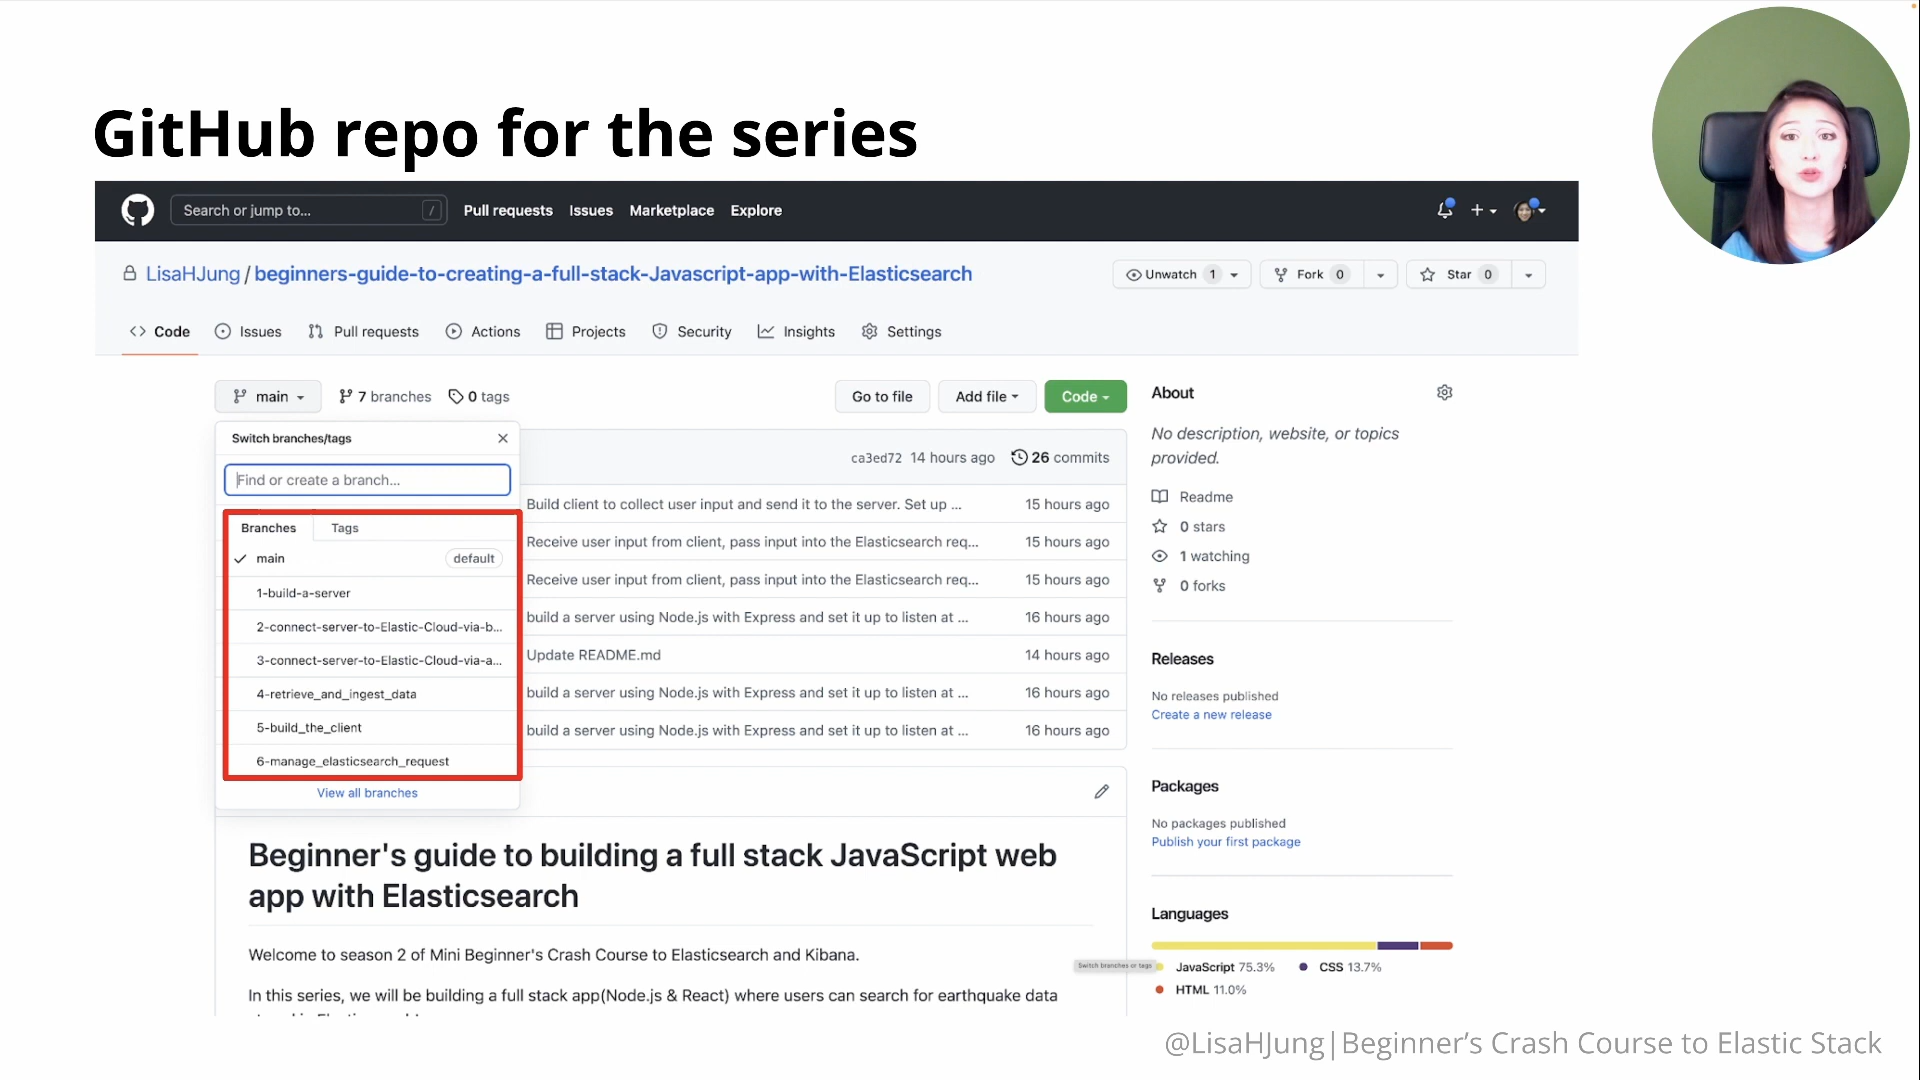 GitHub repo for the series
Search or jump to... / Pull requests Issues Marketplace Explore
LisaHJung / beginners-guide-to-creating-a-full-stack-Javascript-app-with-Elasticsearch
Unwatch 1 Fork 0 Star 0
Code Issues Pull requests Actions Projects Security Insights Settings
main 7 branches 0 tags Go to file Add file Code
Switch branches/tags
Find or create a branch...
Branches Tags
main default
1-build-a-server
2-connect-server-to-Elastic-Cloud-via-b...
3-connect-server-to-Elastic-Cloud-via-a...
4-retrieve_and_ingest_data
5-build_the_client
6-manage_elasticsearch_request
View all branches
ca3ed72 14 hours ago 26 commits
Build client to collect user input and send it to the server. Set up ... 15 hours ago
Receive user input from client, pass input into the Elasticsearch req... 15 hours ago
Receive user input from client, pass input into the Elasticsearch req... 15 hours ago
build a server using Node.js with Express and set it up to listen at ... 16 hours ago
Update README.md 14 hours ago
build a server using Node.js with Express and set it up to listen at ... 16 hours ago
build a server using Node.js with Express and set it up to listen at ... 16 hours ago
Beginner's guide to building a full stack JavaScript web
app with Elasticsearch
Welcome to season 2 of Mini Beginner's Crash Course to Elasticsearch and Kibana.
In this series, we will be building a full stack app(Node.js & React) where users can search for earthquake data
Switch branches or tags
About
No description, website, or topics
provided.
Readme
0 stars
1 watching
0 forks
Releases
No releases published
Create a new release
Packages
No packages published
Publish your first package
Languages
JavaScript 75.3% CSS 13.7%
HTML 11.0%
@LisaHJung|Beginner’s Crash Course to Elastic Stack